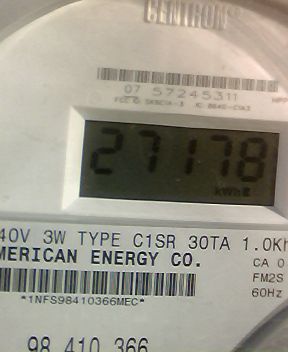 CENTRON®
07 57245311
27178
kWh
40V 3W TYPE C1SR 30TA 1.0Kh
MERICAN ENERGY CO.
CA 0
FM2S
*1NFS98410366MEC*
60Hz
98 410 366